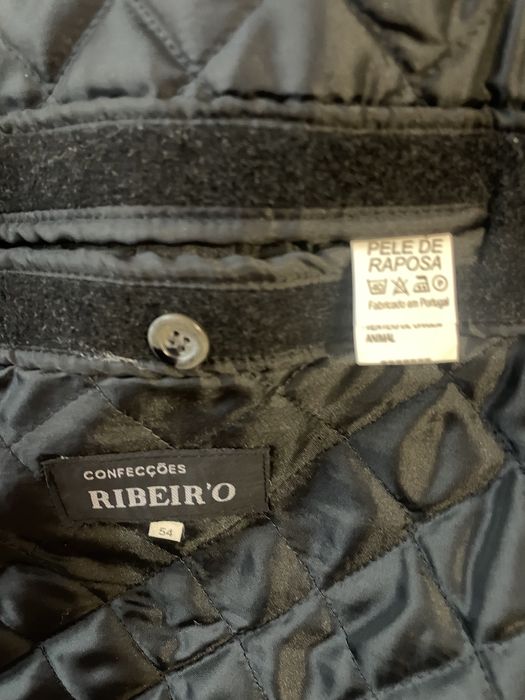 PELE DE
RAPOSA
Fabricado em Portugal
ANIMAL
CONFECÇÕES
RIBEIR'O
54